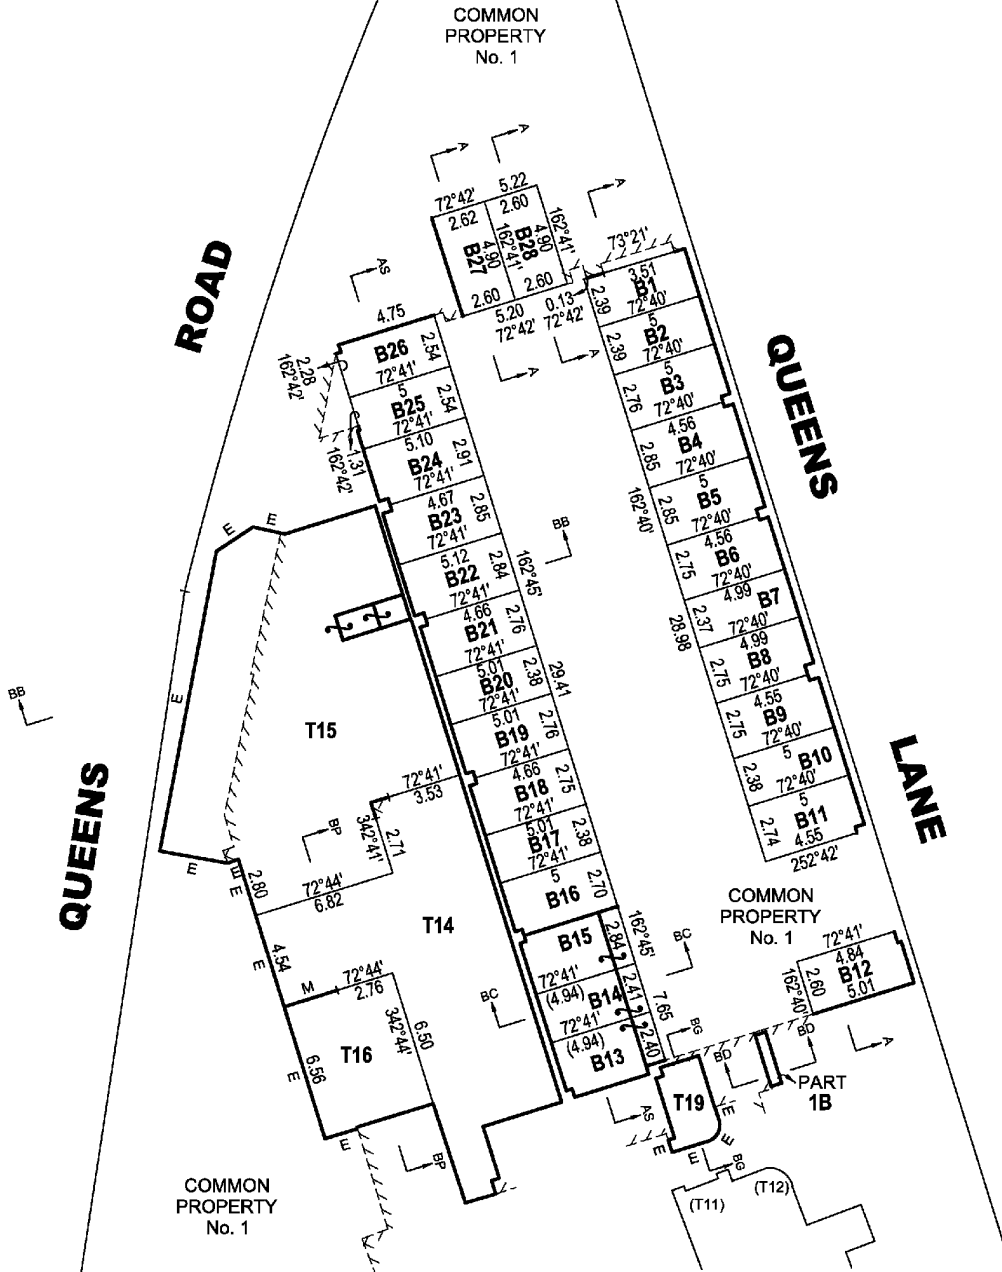 COMMON
PROPERTY
No. 1
A
A
A
5.22
72°42'
2.60
2.62
162°41'
4.90
B28
162°41'
4.90
B27
2.60
2.60
5.20
72°42'
0.13
72°42'
A
A
73°21'
3.51
B1
72°40'
2.39
5
B2
72°40'
2.39
B3
72°40'
2.76
4.56
B4
72°40'
2.85
5
B5
72°40'
2.85
162°40'
4.56
B6
72°40'
2.75
4.99
B7
72°40'
2.37
28.98
4.99
B8
72°40'
2.75
4.55
B9
72°40'
2.75
5
B10
72°40'
2.38
5
B11
2.74
4.55
252°42'
ROAD
QUEENS
AS
4.75
B26
72°41'
2.54
2.28
162°42'
5
B25
72°41'
2.54
5.10
1.31
162°42'
B24
72°41'
2.91
4.67
B23
72°41'
2.85
5.12
B22
72°41'
2.84
162°45'
BB
4.66
B21
72°41'
2.76
5.01
B20
72°41'
2.38
29.41
5.01
B19
72°41'
2.76
4.66
B18
72°41'
2.75
5.01
B17
72°41'
2.38
5
B16
2.70
E
E
E
BB
T15
QUEENS
LANE
72°41'
3.53
BP
342°41'
2.71
E
E
E
2.80
72°44'
6.82
T14
COMMON
PROPERTY
No. 1
B15
2.84
162°45'
BC
72°41'
(4.94)
B14
2.41
72°41'
(4.94)
B13
2.40
7.65
BC
BG
4.54
E
M
72°44'
2.76
342°44'
6.50
T16
6.56
E
E
BP
72°41'
4.84
B12
5.01
2.60
162°40'
BD
BD
A
PART
1B
T19
E
E
E
E
AS
BG
(T11)
(T12)
COMMON
PROPERTY
No. 1